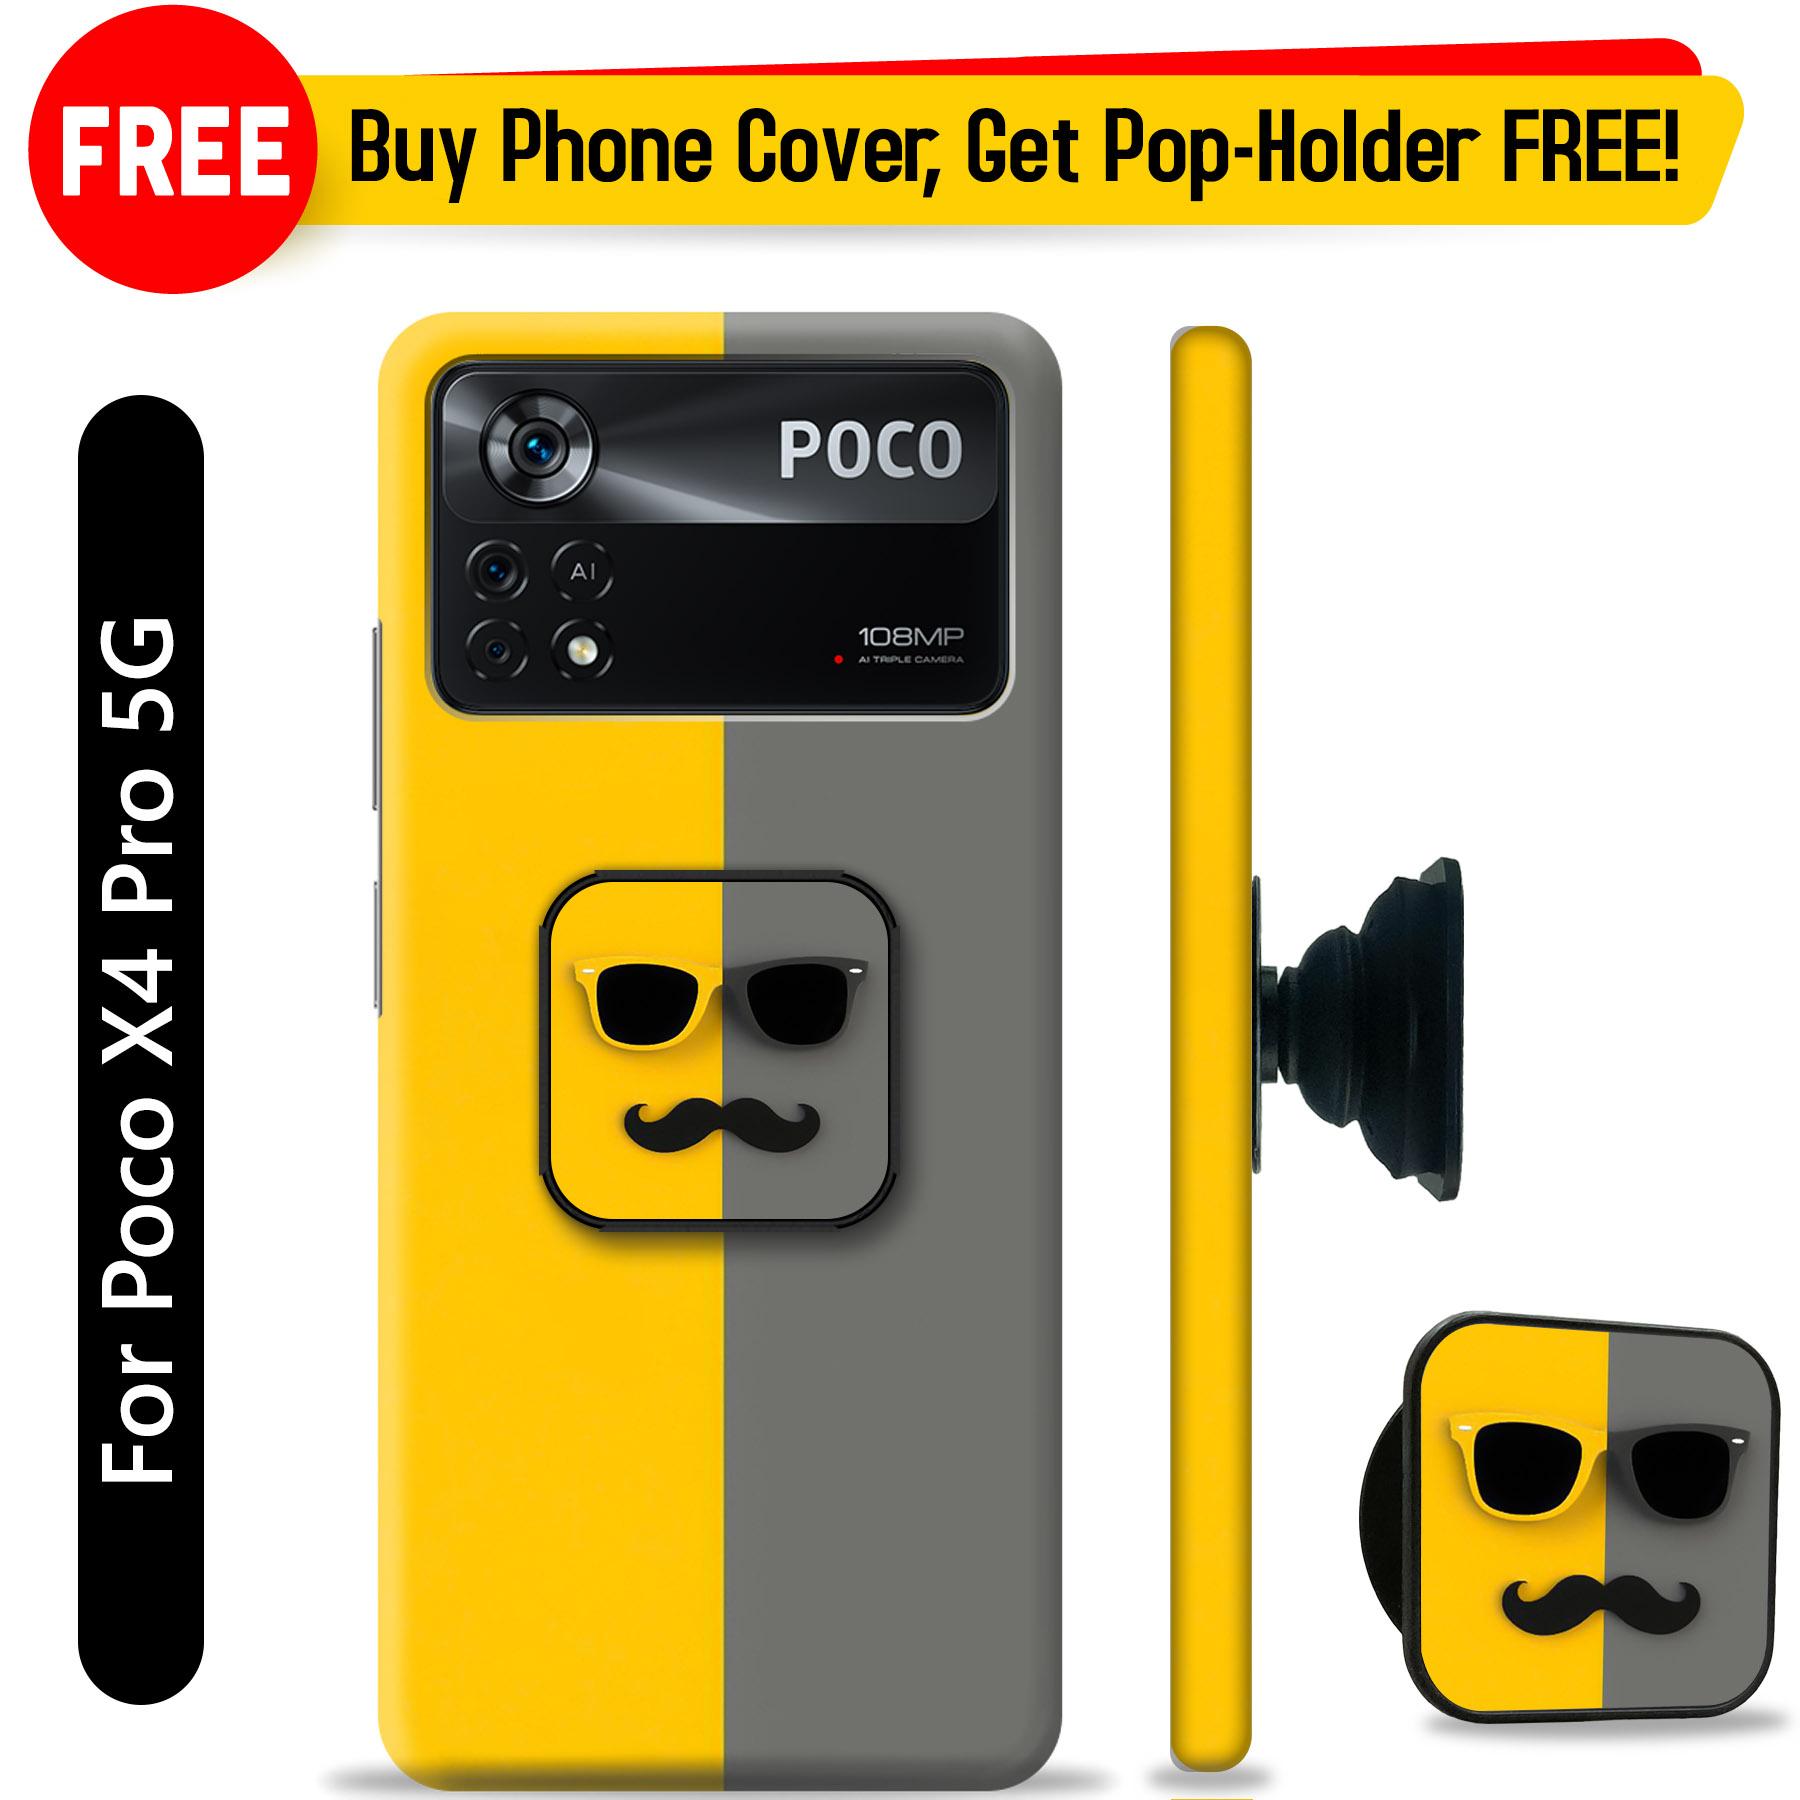 FREE
Buy Phone Cover, Get Pop-Holder FREE!
For Poco X4 Pro 5G
POCO
AI
108MP
AI TRIPLE CAMERA